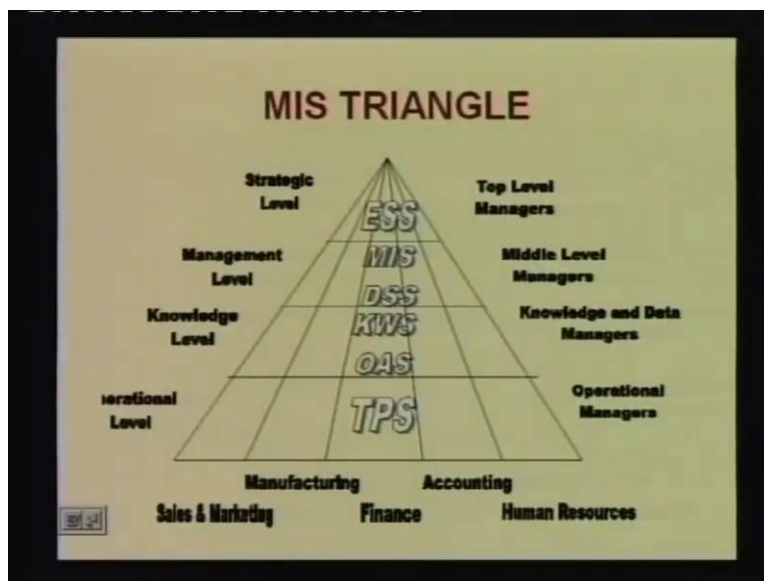 MIS TRIANGLE
Strategic
Level
Top Level
Managers
ESS
Management
Level
MIS
Middle Level
Managers
DSS
Knowledge
Level
KWS
Knowledge and Data
Managers
OAS
erational
Level
TPS
Operational
Managers
Manufacturing Accounting
Sales & Marketing Finance Human Resources